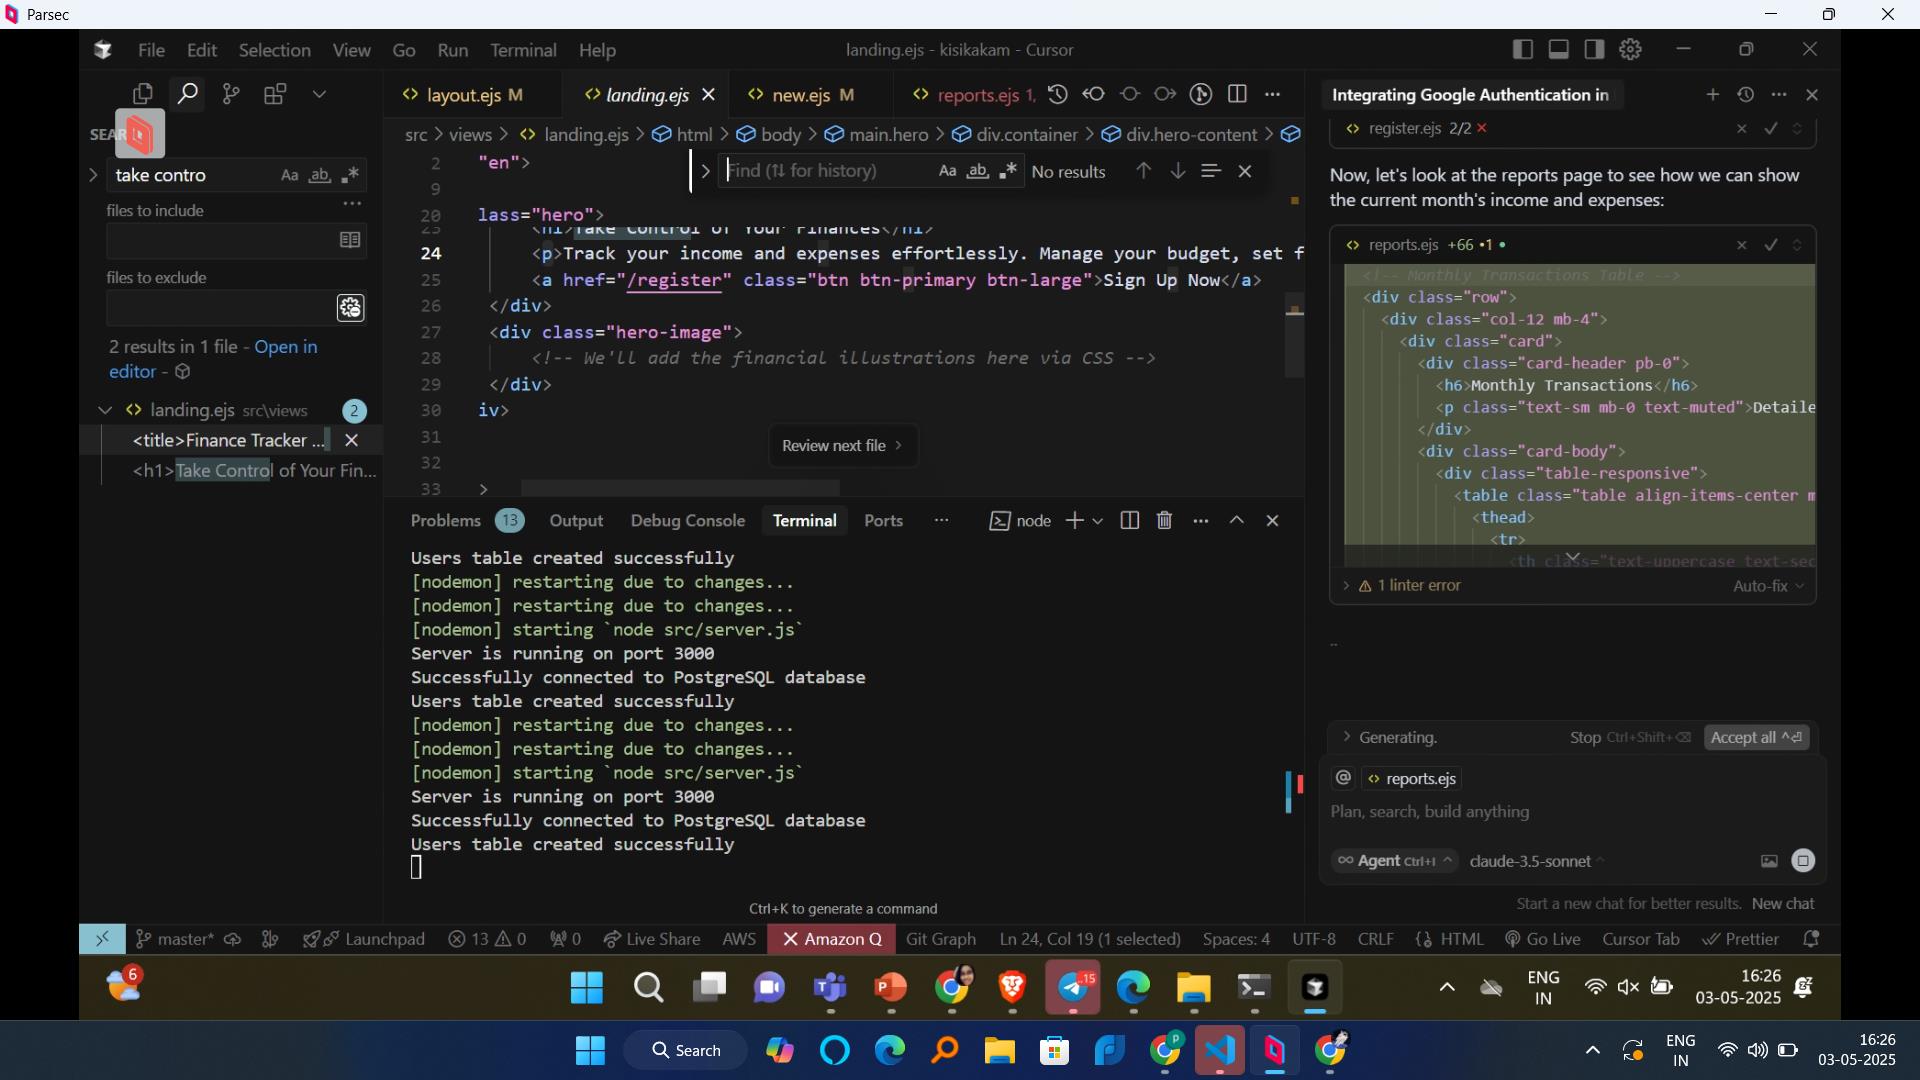 Parsec
File Edit Selection View Go Run Terminal Help
landing.ejs - kisikakam - Cursor
layout.ejs M
landing.ejs
new.ejs M
reports.ejs 1,
Integrating Google Authentication in
src > views > landing.ejs > html > body > main.hero > div.container > div.hero-content >
take contro
Aa ab
files to include
files to exclude
2 results in 1 file - Open in
editor -
landing.ejs src\views 2
<title>Finance Tracker ...
<h1>Take Control of Your Fin...
Find (⇅ for history)
Aa ab
No results
2 "en">
9
20 lass="hero">
23 <h1>Take Control of Your Finances</h1>
24 <p>Track your income and expenses effortlessly. Manage your budget, set f
25 <a href="/register" class="btn btn-primary btn-large">Sign Up Now</a>
26 </div>
27 <div class="hero-image">
28 <!-- We'll add the financial illustrations here via CSS -->
29 </div>
30 iv>
31
32
33 >
Review next file >
Problems 13 Output Debug Console Terminal Ports ... node
Users table created successfully
[nodemon] restarting due to changes...
[nodemon] restarting due to changes...
[nodemon] starting `node src/server.js`
Server is running on port 3000
Successfully connected to PostgreSQL database
Users table created successfully
[nodemon] restarting due to changes...
[nodemon] restarting due to changes...
[nodemon] starting `node src/server.js`
Server is running on port 3000
Successfully connected to PostgreSQL database
Users table created successfully
Ctrl+K to generate a command
register.ejs 2/2
Now, let's look at the reports page to see how we can show
the current month's income and expenses:
reports.ejs +66 -1
<!-- Monthly Transactions Table -->
<div class="row">
<div class="col-12 mb-4">
<div class="card">
<div class="card-header pb-0">
<h6>Monthly Transactions</h6>
<p class="text-sm mb-0 text-muted">Detaile
</div>
<div class="card-body">
<div class="table-responsive">
<table class="table align-items-center m
<thead>
<tr>
<th class="text-uppercase text-sec
1 linter error
Auto-fix
Generating.
Stop Ctrl+Shift+⌫
Accept all ^⏎
@ reports.ejs
Plan, search, build anything
∞ Agent Ctrl+I
claude-3.5-sonnet
Start a new chat for better results. New chat
master* Launchpad 13 0 0 Live Share AWS Amazon Q Git Graph Ln 24, Col 19 (1 selected) Spaces: 4 UTF-8 CRLF HTML Go Live Cursor Tab Prettier
6
15
ENG
IN
16:26
03-05-2025
Search
P
ENG
IN
16:26
03-05-2025